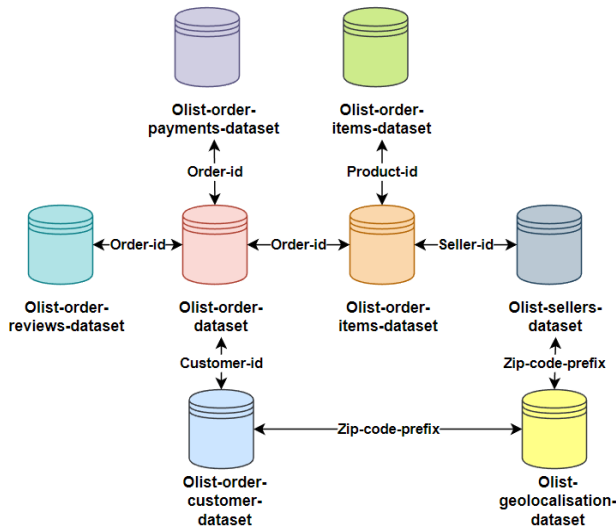 Olist-order-
payments-dataset
Olist-order-
items-dataset
Order-id
Product-id
Order-id
Order-id
Seller-id
Olist-order-
reviews-dataset
Olist-order-
dataset
Olist-order-
items-dataset
Olist-sellers-
dataset
Customer-id
Zip-code-prefix
Zip-code-prefix
Olist-order-
customer-
dataset
Olist-
geolocalisation-
dataset